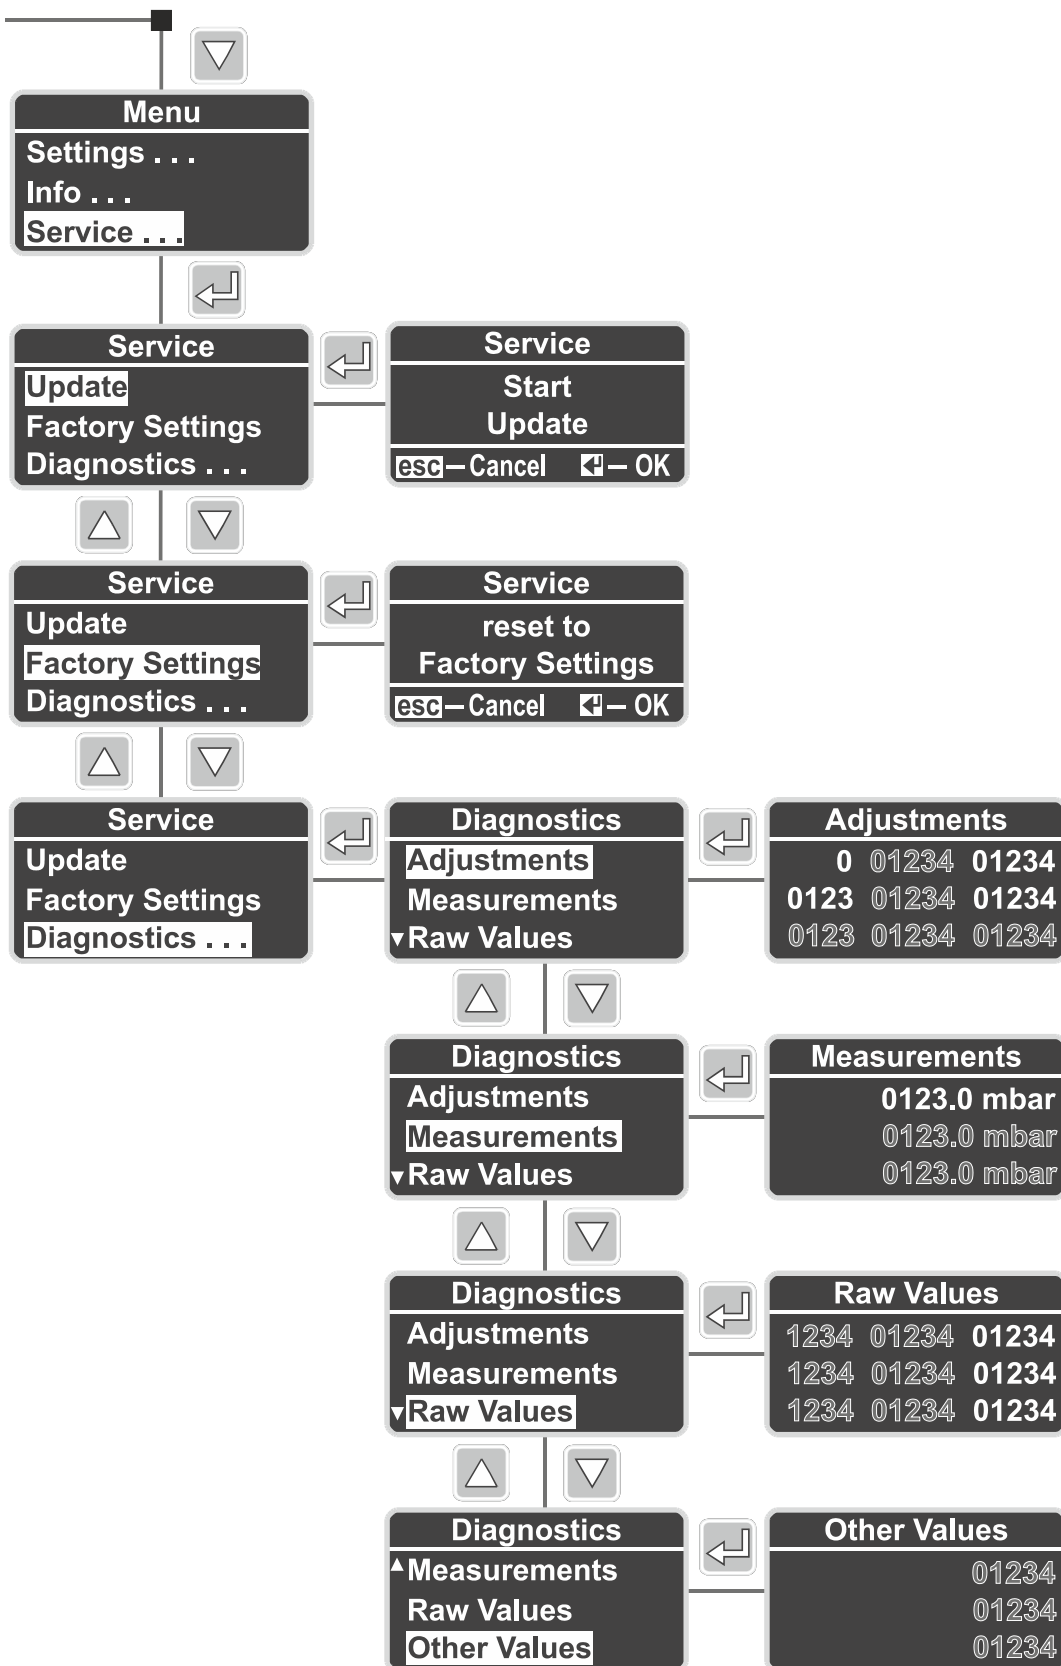 Menu
Settings . . .
Info . . .
Service . . .
Service
Update
Factory Settings
Diagnostics . . .
Service
Start
Update
esc – Cancel ↵ – OK
Service
Update
Factory Settings
Diagnostics . . .
Service
reset to
Factory Settings
esc – Cancel ↵ – OK
Service
Update
Factory Settings
Diagnostics . . .
Diagnostics
Adjustments
Measurements
▾Raw Values
Adjustments
0 01234 01234
0123 01234 01234
0123 01234 01234
Diagnostics
Adjustments
Measurements
▾Raw Values
Measurements
0123.0 mbar
0123.0 mbar
0123.0 mbar
Diagnostics
Adjustments
Measurements
▾Raw Values
Raw Values
1234 01234 01234
1234 01234 01234
1234 01234 01234
Diagnostics
▴Measurements
Raw Values
Other Values
Other Values
01234
01234
01234